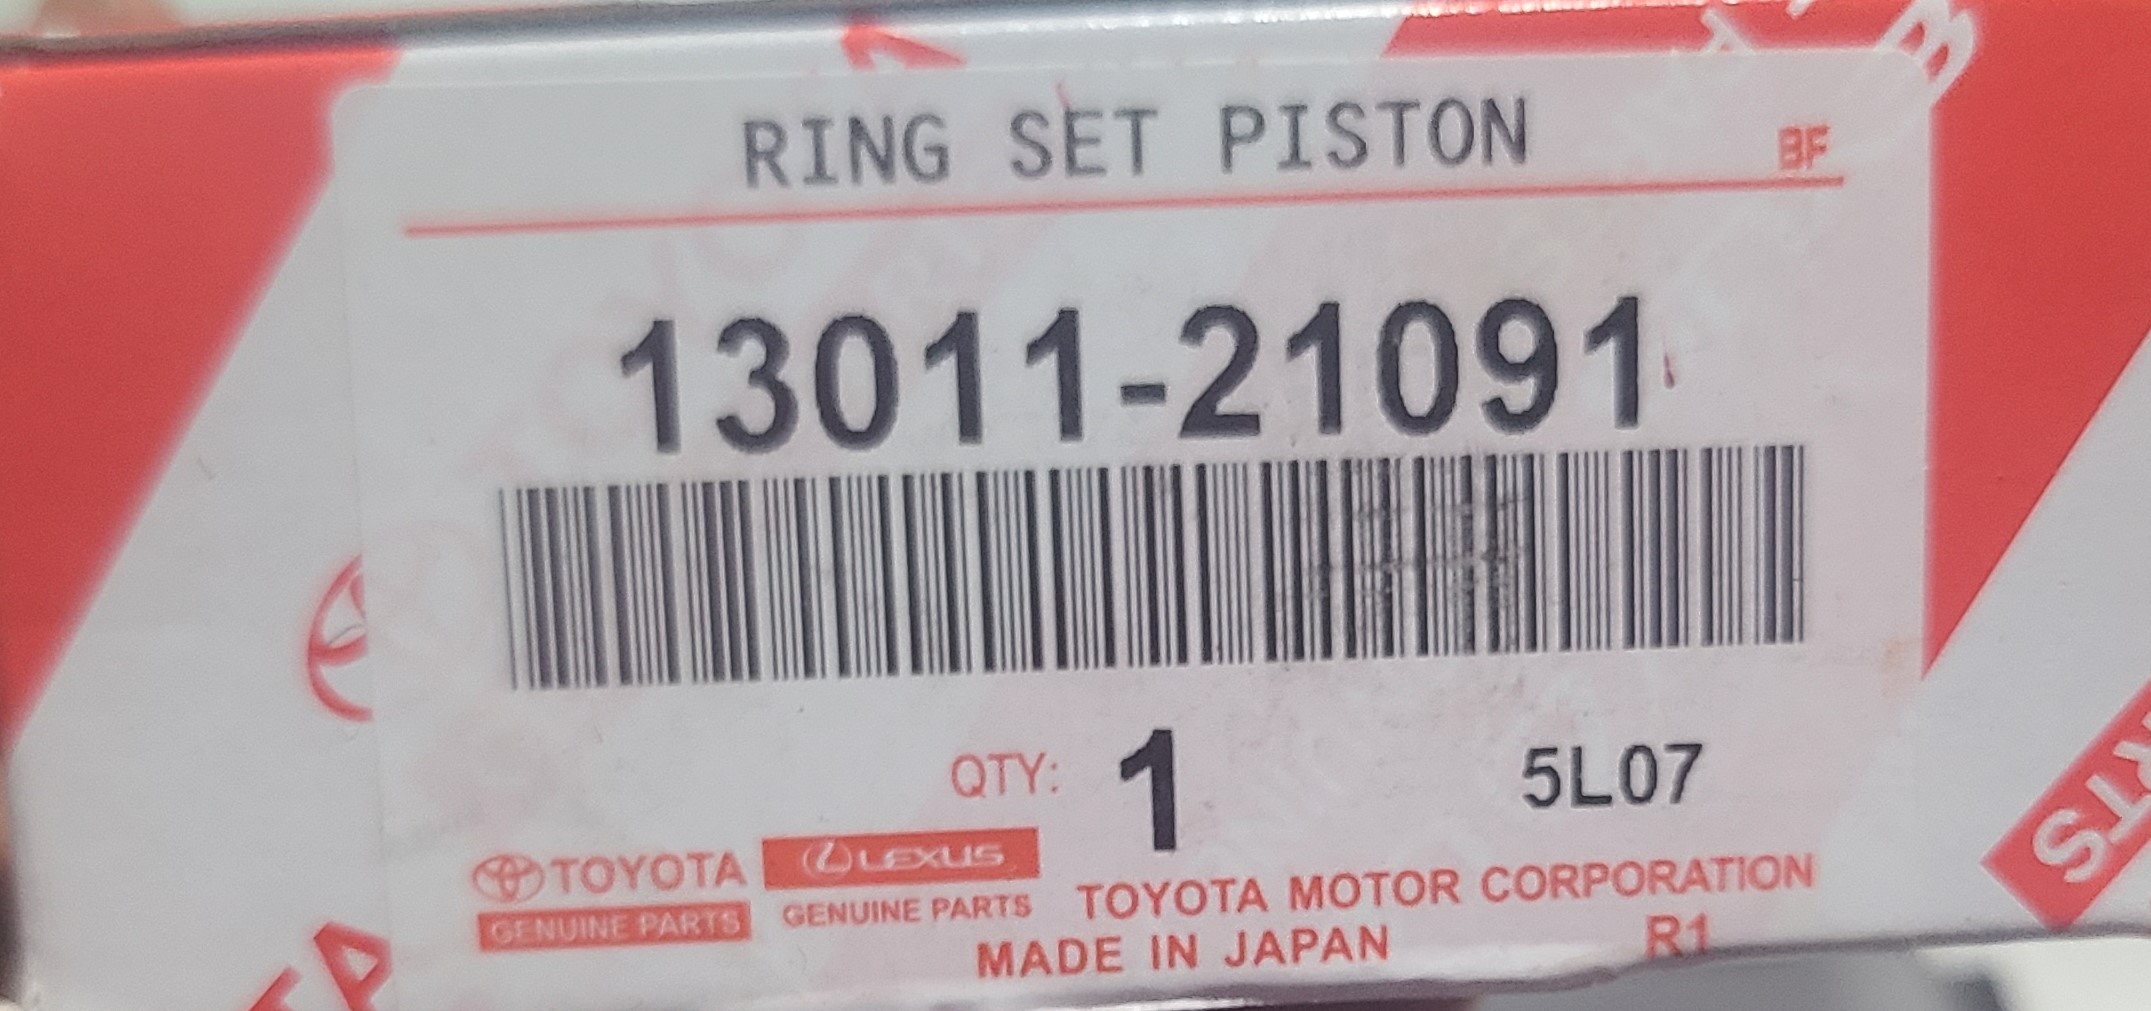 RING SET PISTON
BF
13011-21091
QTY: 1 5L07
TOYOTA
GENUINE PARTS
LEXUS
GENUINE PARTS
TOYOTA MOTOR CORPORATION
MADE IN JAPAN
R1